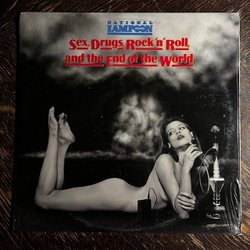 NATIONAL
LAMPOON
Sex, Drugs, Rock 'n' Roll
and the End of the World